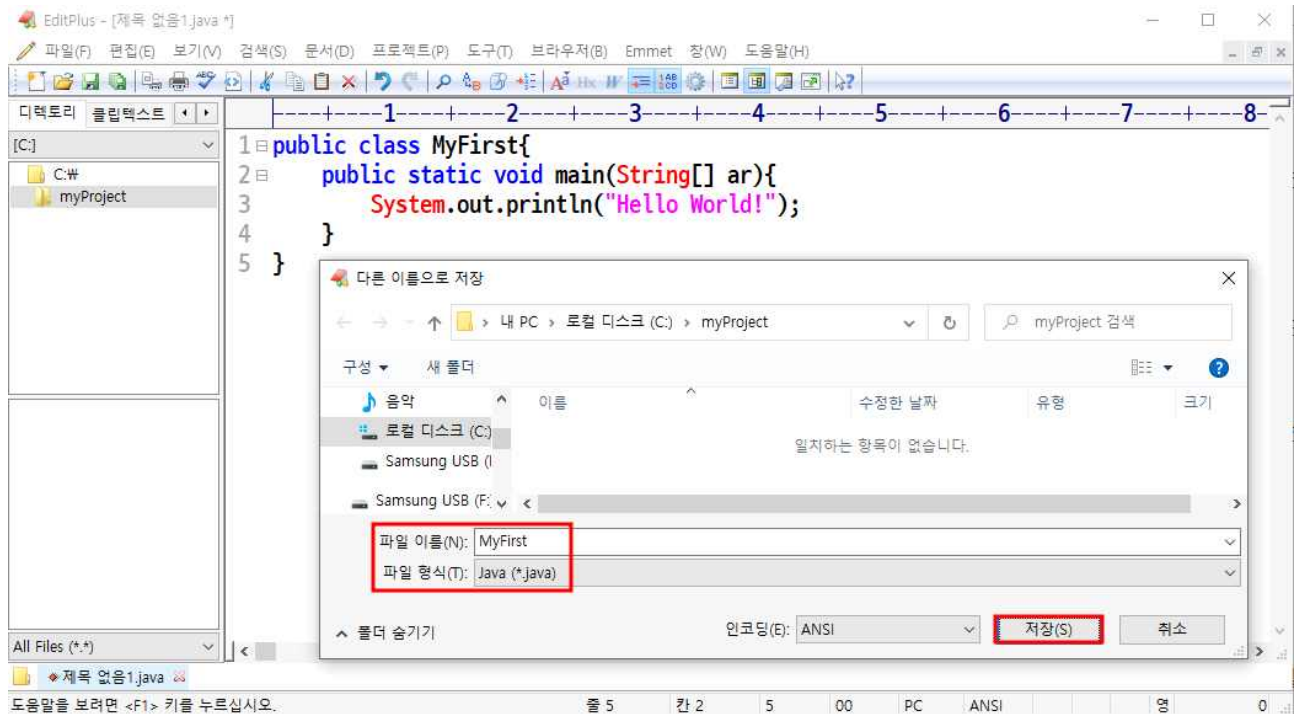 EditPlus - [제목 없음1.java *]
파일(F) 편집(E) 보기(V) 검색(S) 문서(D) 프로젝트(P) 도구(T) 브라우저(B) Emmet 창(W) 도움말(H)
디렉토리 클립텍스트
----+----1----+----2----+----3----+----4----+----5----+----6----+----7----+----8-
[C:]
C:₩
myProject
1 public class MyFirst{
2 public static void main(String[] ar){
3 System.out.println("Hello World!");
4 }
5 }
다른 이름으로 저장
내 PC › 로컬 디스크 (C:) › myProject
myProject 검색
구성 새 폴더
이름 수정한 날짜 유형 크기
음악
로컬 디스크 (C:)
Samsung USB (
Samsung USB (F:
일치하는 항목이 없습니다.
파일 이름(N): MyFirst
파일 형식(T): Java (*.java)
폴더 숨기기
인코딩(E): ANSI
저장(S) 취소
All Files (*.*)
제목 없음1.java
도움말을 보려면 <F1> 키를 누르십시오. 줄 5 칸 2 5 00 PC ANSI 영 0